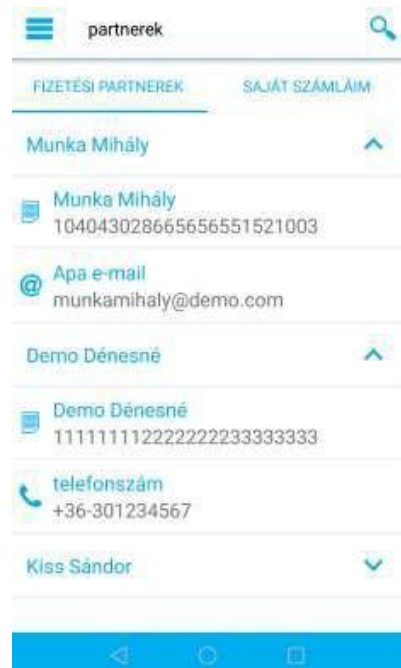 partnerek
FIZETÉSI PARTNEREK SAJÁT SZÁMLÁIM
Munka Mihály
Munka Mihály
104043028665656551521003
Apa e-mail
munkamihaly@demo.com
Demo Dénesné
Demo Dénesné
111111112222222233333333
telefonszám
+36-301234567
Kiss Sándor